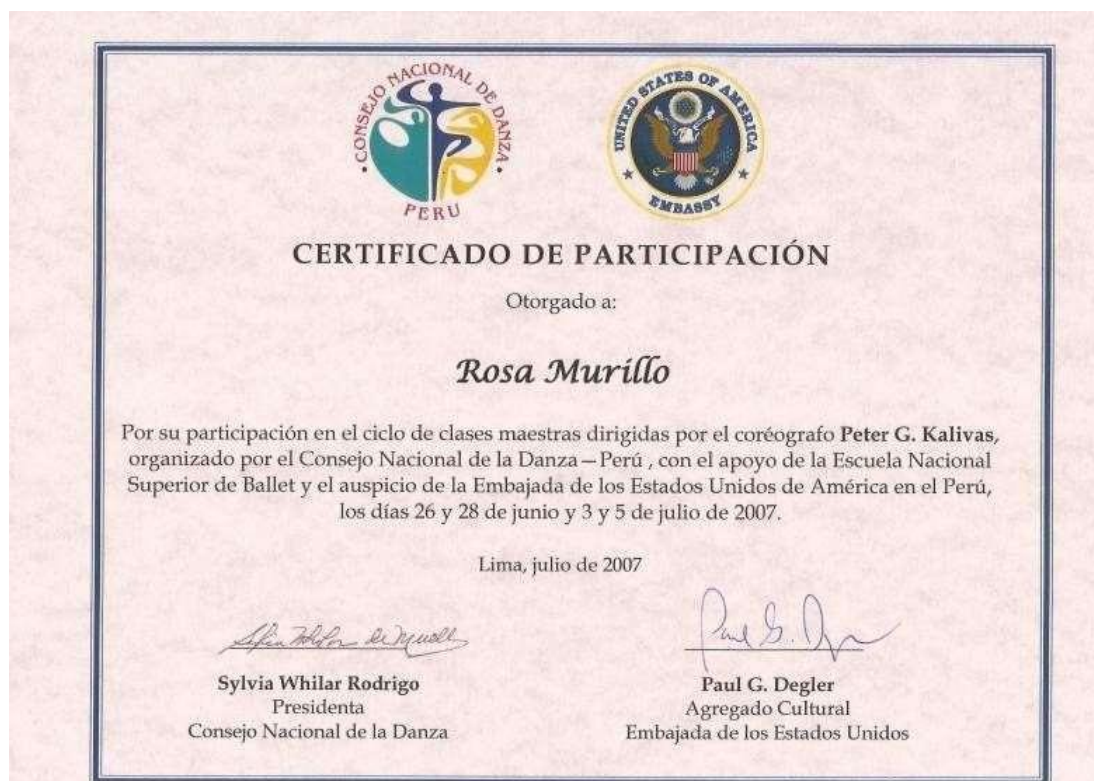 CONSEJO NACIONAL DE DANZA
PERU
UNITED STATES OF AMERICA
EMBASSY
CERTIFICADO DE PARTICIPACIÓN
Otorgado a:
Rosa Murillo
Por su participación en el ciclo de clases maestras dirigidas por el coréografo Peter G. Kalivas,
organizado por el Consejo Nacional de la Danza – Perú , con el apoyo de la Escuela Nacional
Superior de Ballet y el auspicio de la Embajada de los Estados Unidos de América en el Perú,
los días 26 y 28 de junio y 3 y 5 de julio de 2007.
Lima, julio de 2007
Paul G.
Sylvia Whilar Rodrigo
Presidenta
Consejo Nacional de la Danza
Paul G. Degler
Agregado Cultural
Embajada de los Estados Unidos